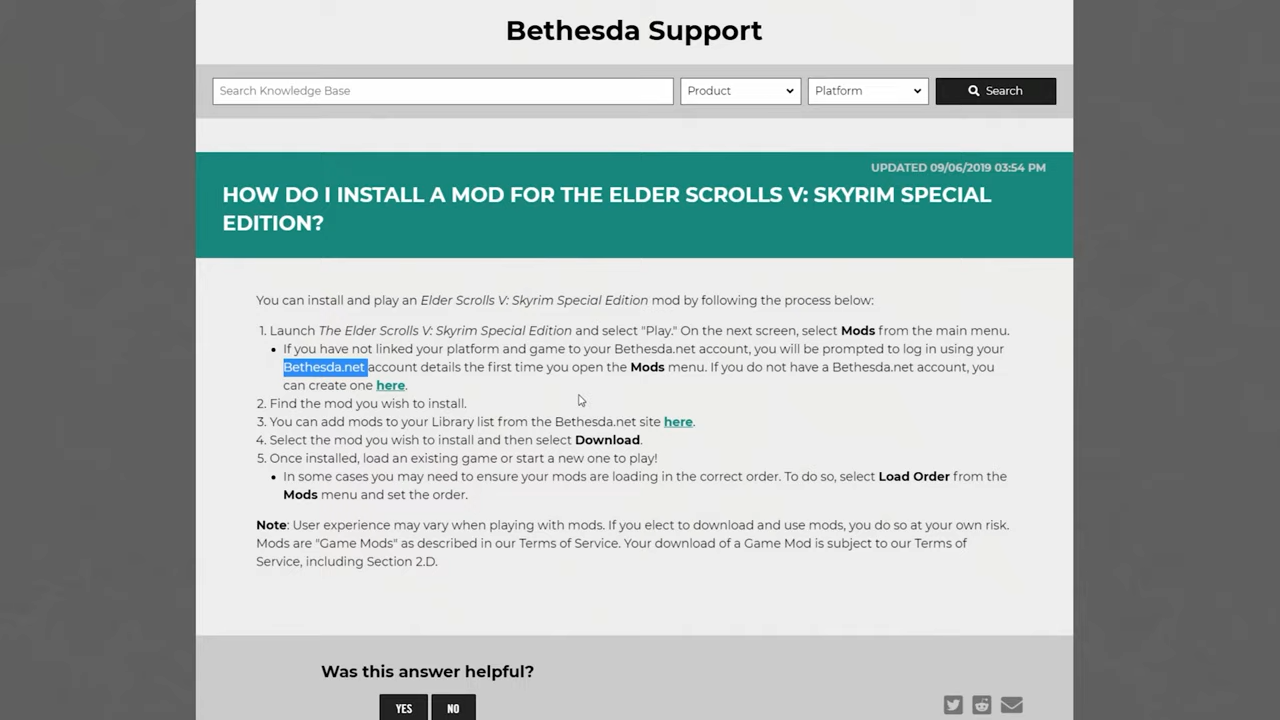 Bethesda Support
Search Knowledge Base Product Platform Search
UPDATED 09/06/2019 03:54 PM
HOW DO I INSTALL A MOD FOR THE ELDER SCROLLS V: SKYRIM SPECIAL
EDITION?
You can install and play an Elder Scrolls V: Skyrim Special Edition mod by following the process below:
1. Launch The Elder Scrolls V: Skyrim Special Edition and select "Play." On the next screen, select Mods from the main menu.
• If you have not linked your platform and game to your Bethesda.net account, you will be prompted to log in using your
Bethesda.net account details the first time you open the Mods menu. If you do not have a Bethesda.net account, you
can create one here.
2. Find the mod you wish to install.
3. You can add mods to your Library list from the Bethesda.net site here.
4. Select the mod you wish to install and then select Download.
5. Once installed, load an existing game or start a new one to play!
• In some cases you may need to ensure your mods are loading in the correct order. To do so, select Load Order from the
Mods menu and set the order.
Note: User experience may vary when playing with mods. If you elect to download and use mods, you do so at your own risk.
Mods are "Game Mods" as described in our Terms of Service. Your download of a Game Mod is subject to our Terms of
Service, including Section 2.D.
Was this answer helpful?
YES NO